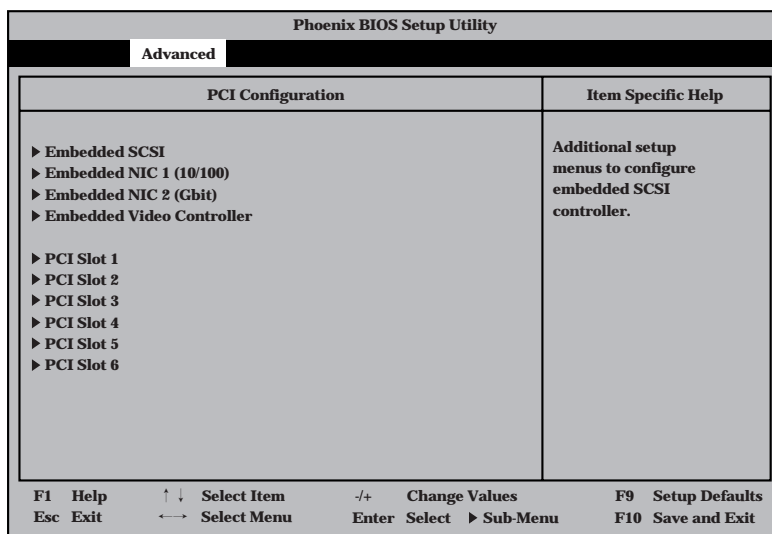 Phoenix BIOS Setup Utility
Advanced
PCI Configuration
Item Specific Help
▶ Embedded SCSI
▶ Embedded NIC 1 (10/100)
▶ Embedded NIC 2 (Gbit)
▶ Embedded Video Controller
▶ PCI Slot 1
▶ PCI Slot 2
▶ PCI Slot 3
▶ PCI Slot 4
▶ PCI Slot 5
▶ PCI Slot 6
Additional setup
menus to configure
embedded SCSI
controller.
F1 Help ↑↓ Select Item -/+ Change Values F9 Setup Defaults
Esc Exit ←→ Select Menu Enter Select ▶ Sub-Menu F10 Save and Exit